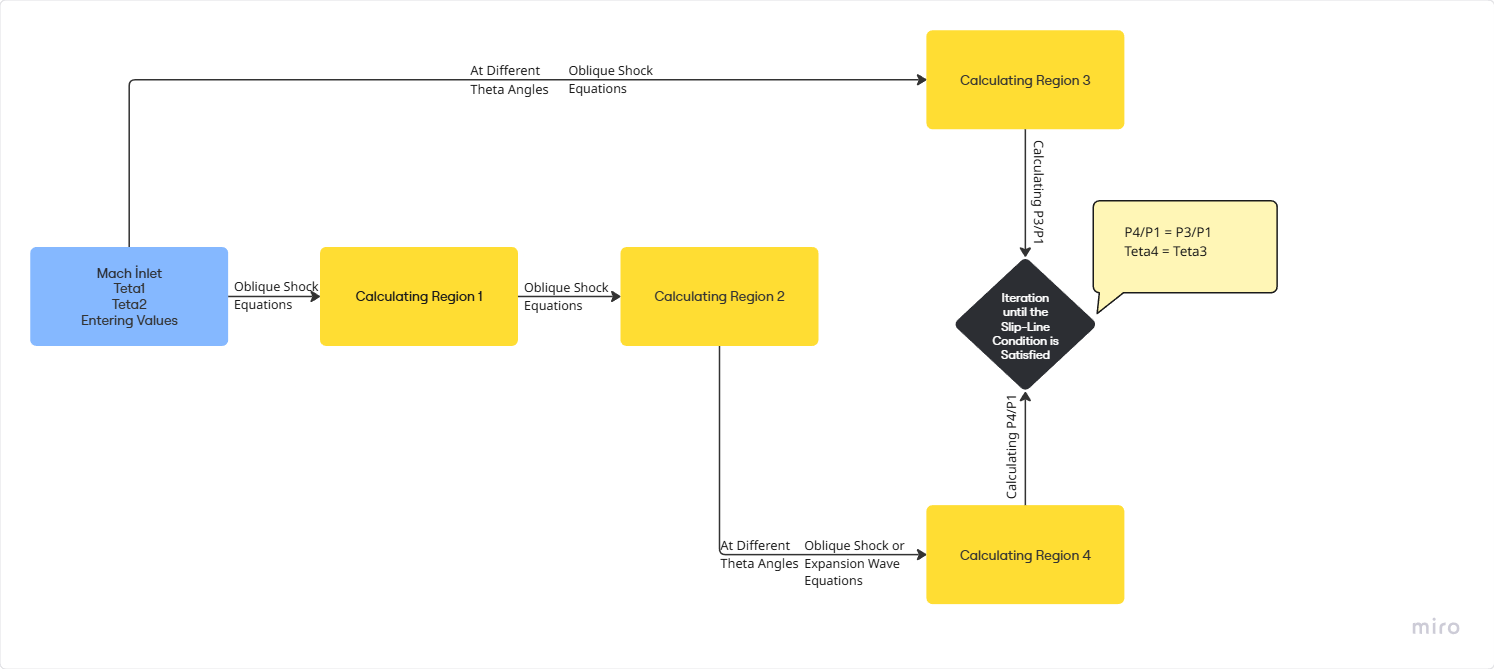 At Different
Theta Angles
Oblique Shock
Equations
Calculating Region 3
Calculating P3/P1
P4/P1 = P3/P1
Teta4 = Teta3
Mach İnlet
Teta1
Teta2
Entering Values
Oblique Shock
Equations
Calculating Region 1
Oblique Shock
Equations
Calculating Region 2
Iteration
until the
Slip-Line
Condition is
Satisfied
Calculating P4/P1
At Different
Theta Angles
Oblique Shock or
Expansion Wave
Equations
Calculating Region 4
miro